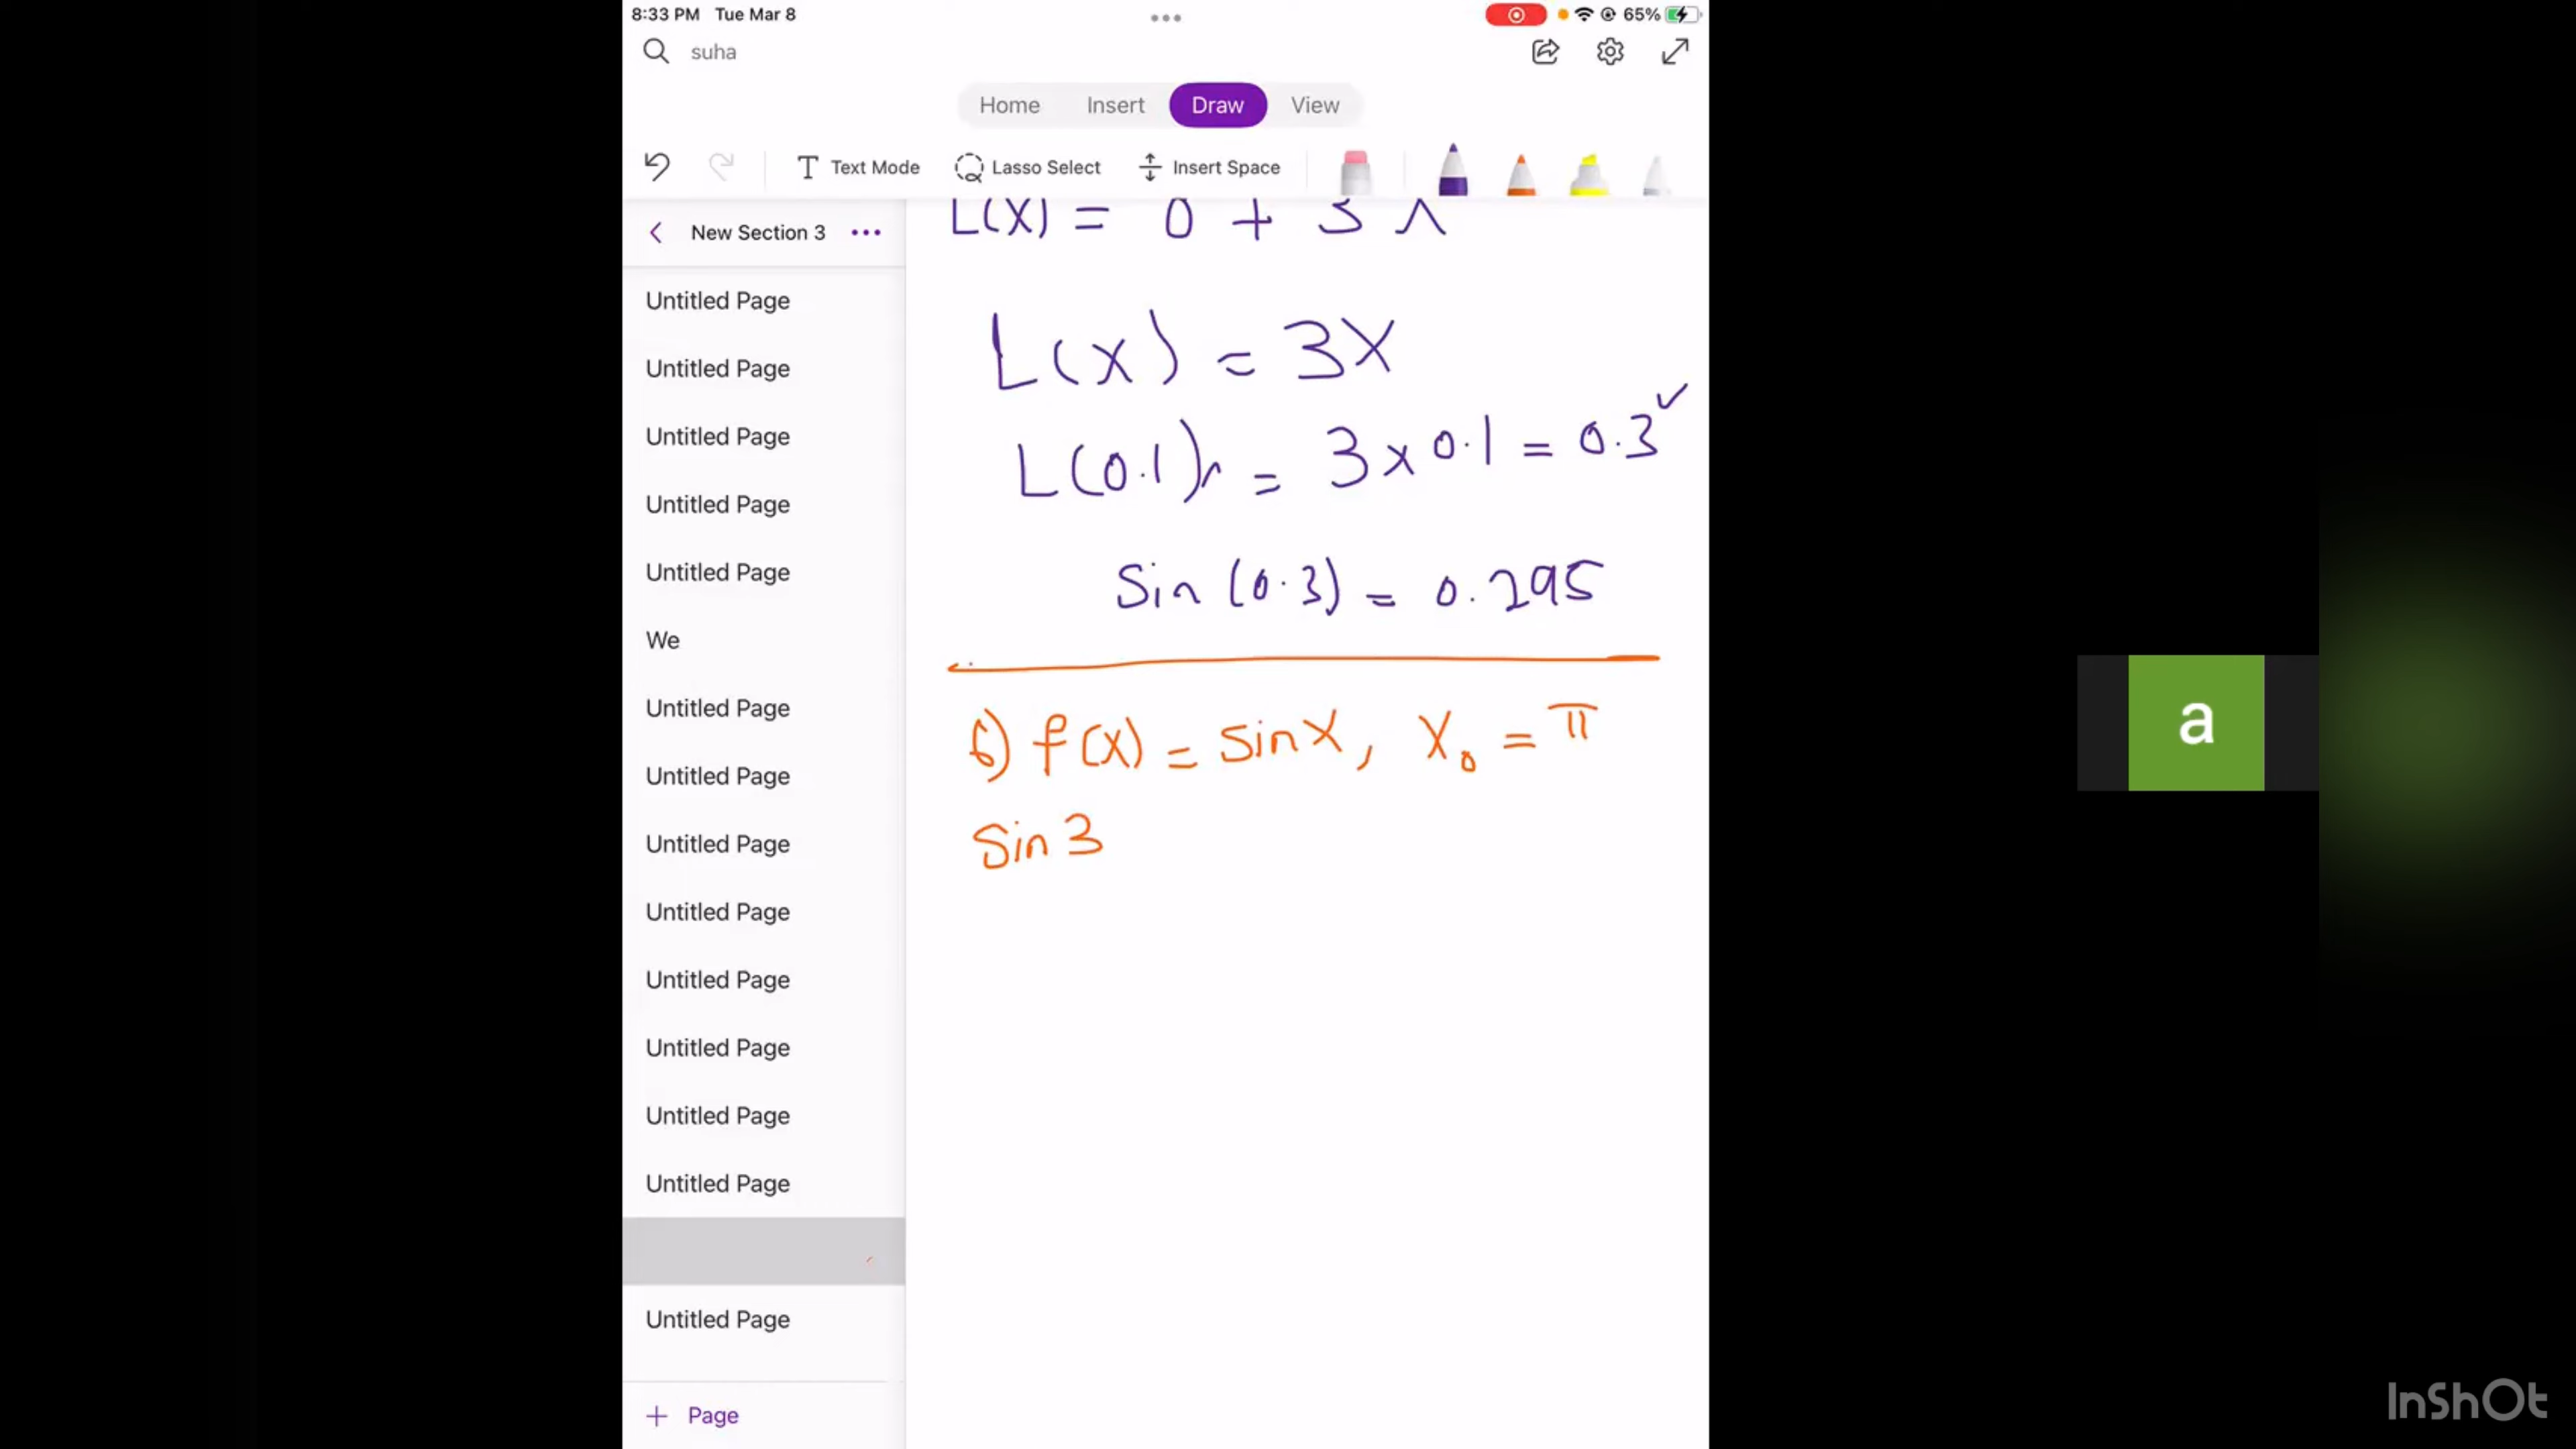 8:33 PM Tue Mar 8
65%
suha
Home Insert Draw View
Text Mode Lasso Select Insert Space
New Section 3
Untitled Page
Untitled Page
Untitled Page
Untitled Page
Untitled Page
We
Untitled Page
Untitled Page
Untitled Page
Untitled Page
Untitled Page
Untitled Page
Untitled Page
Untitled Page
Untitled Page
+ Page
L(X) = 0 + 3 X
L(x) = 3X
L(0.1) = 3 x 0.1 = 0.3 ✓
Sin (0.3) = 0.295
6) f(x) = sin X, X₀ = π
Sin 3
a
InShOt